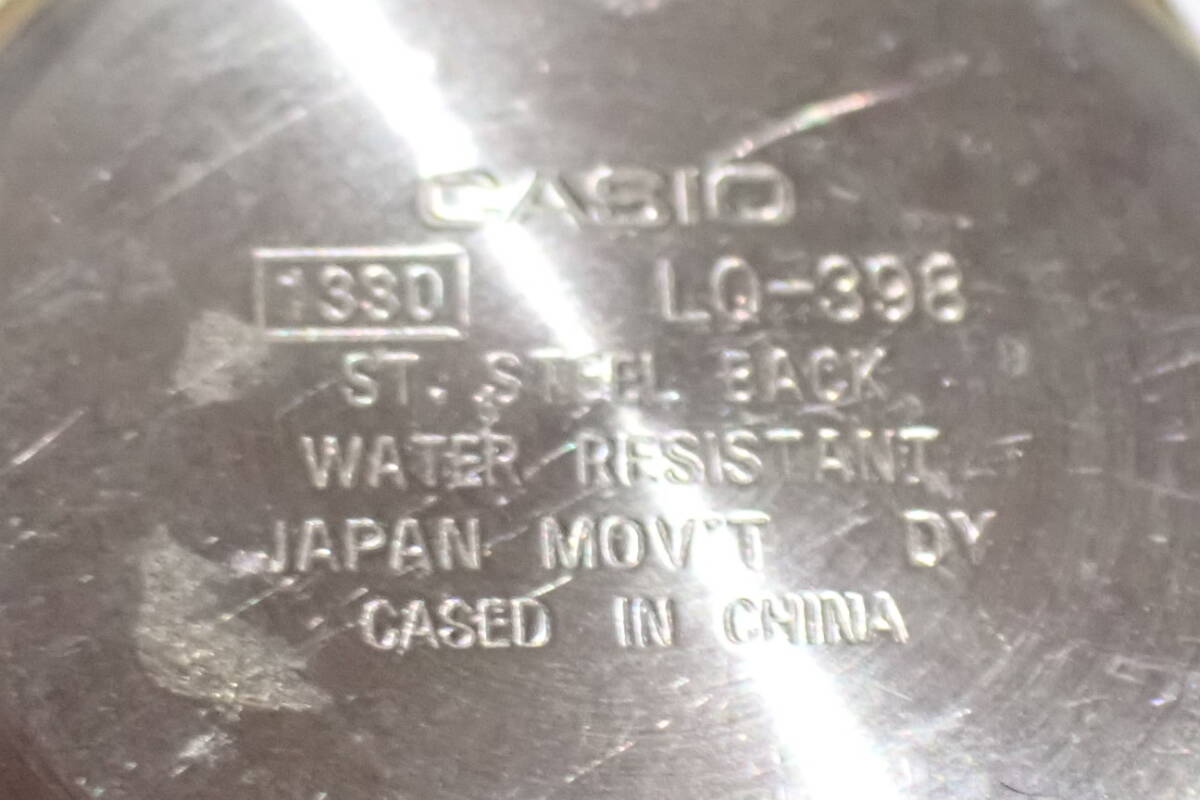 CASIO
1330 LQ-398
ST. STEEL BACK
WATER RESISTANT
JAPAN MOV'T DY
CASED IN CHINA